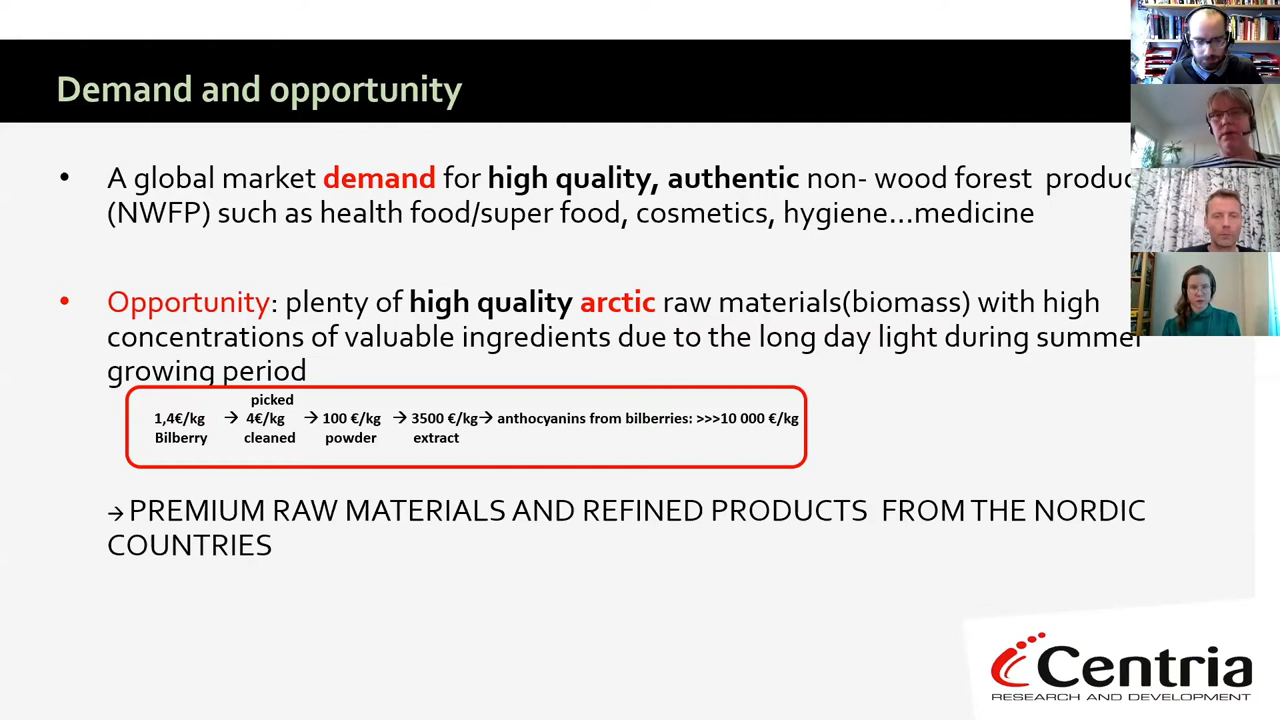 Demand and opportunity
• A global market demand for high quality, authentic non- wood forest produc
(NWFP) such as health food/super food, cosmetics, hygiene...medicine
• Opportunity: plenty of high quality arctic raw materials(biomass) with high
concentrations of valuable ingredients due to the long day light during summer
growing period
picked
1,4€/kg → 4€/kg → 100 €/kg → 3500 €/kg→ anthocyanins from bilberries: >>>10 000 €/kg
Bilberry cleaned powder extract
→ PREMIUM RAW MATERIALS AND REFINED PRODUCTS FROM THE NORDIC
COUNTRIES
Centria
RESEARCH AND DEVELOPMENT